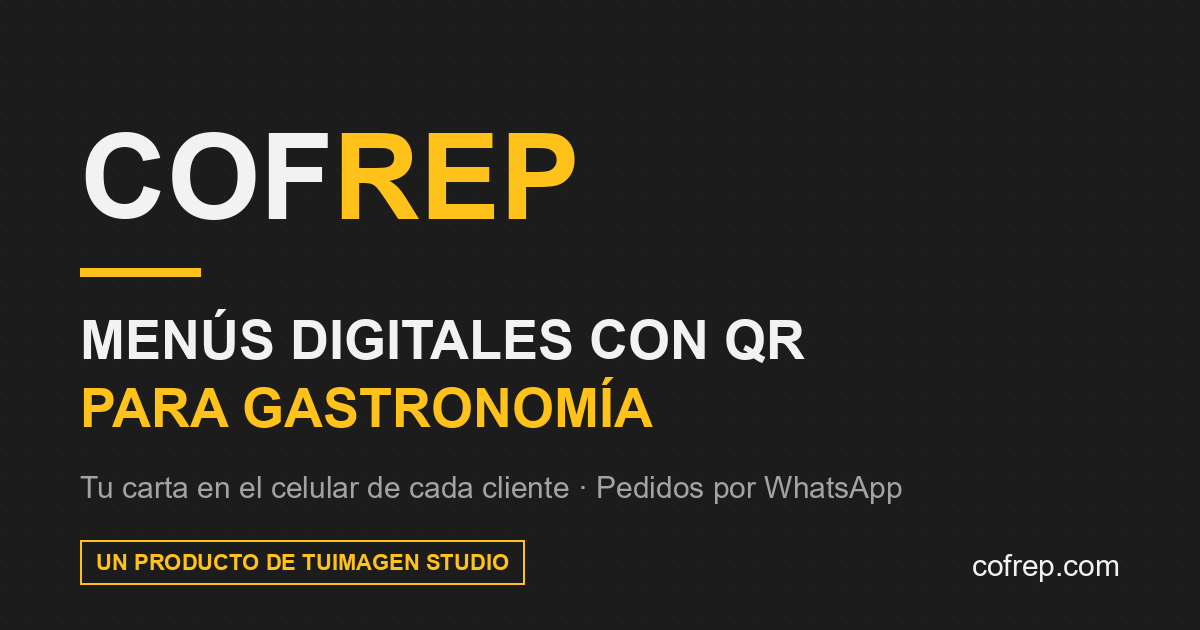 COFREP
MENÚS DIGITALES CON QR
PARA GASTRONOMÍA
Tu carta en el celular de cada cliente · Pedidos por WhatsApp
UN PRODUCTO DE TUIMAGEN STUDIO
cofrep.com